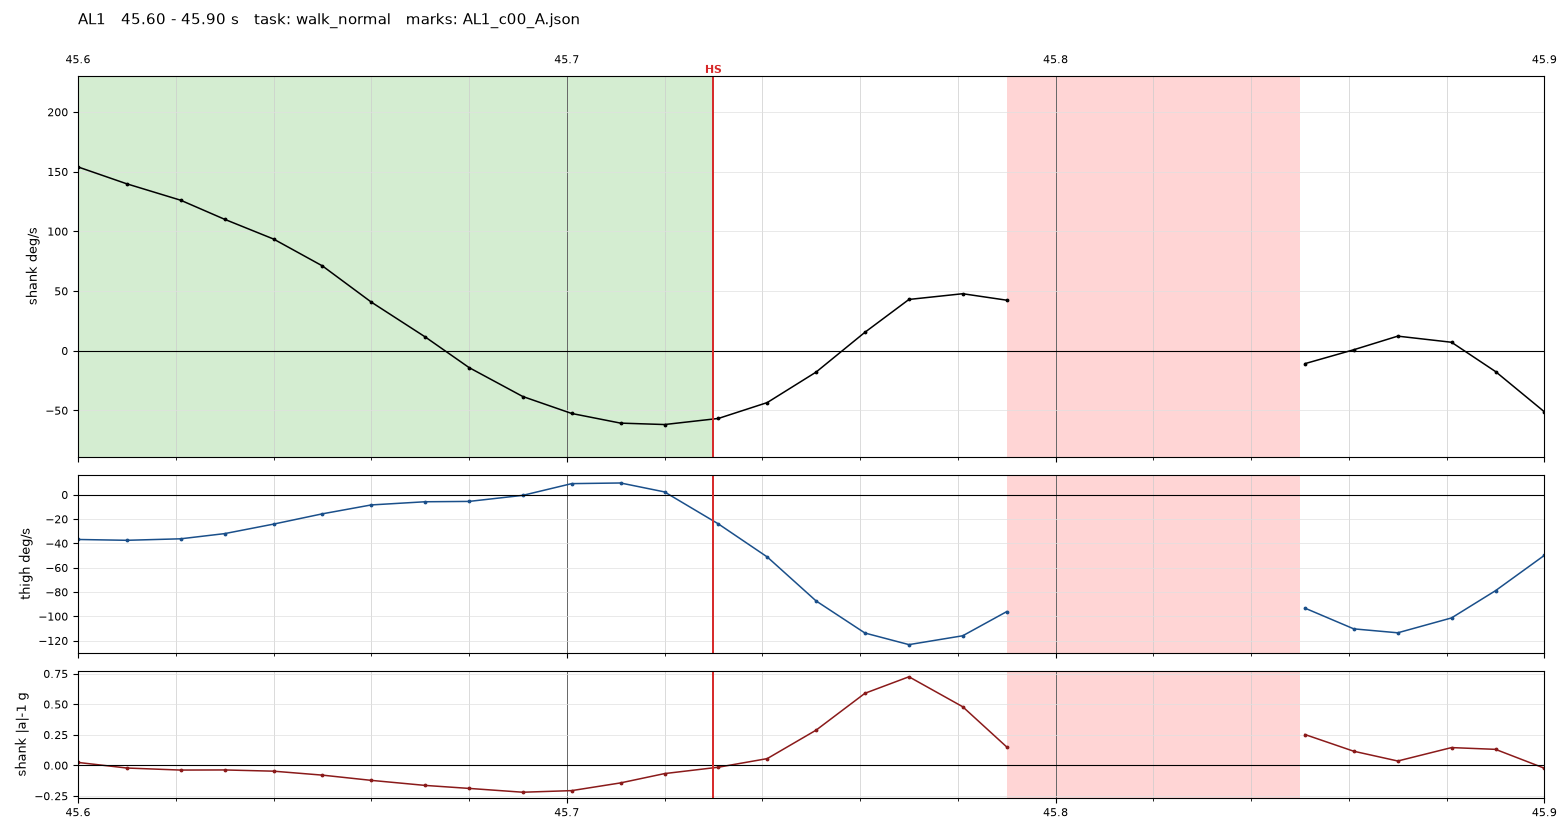 AL1   45.60 - 45.90 s   task: walk_normal   marks: AL1_c00_A.json
45.6 45.7 45.8 45.9
HS
200
150
100
50
0
−50
shank deg/s
0
−20
−40
−60
−80
−100
−120
thigh deg/s
0.75
0.50
0.25
0.00
−0.25
shank |a|-1 g
45.6 45.7 45.8 45.9